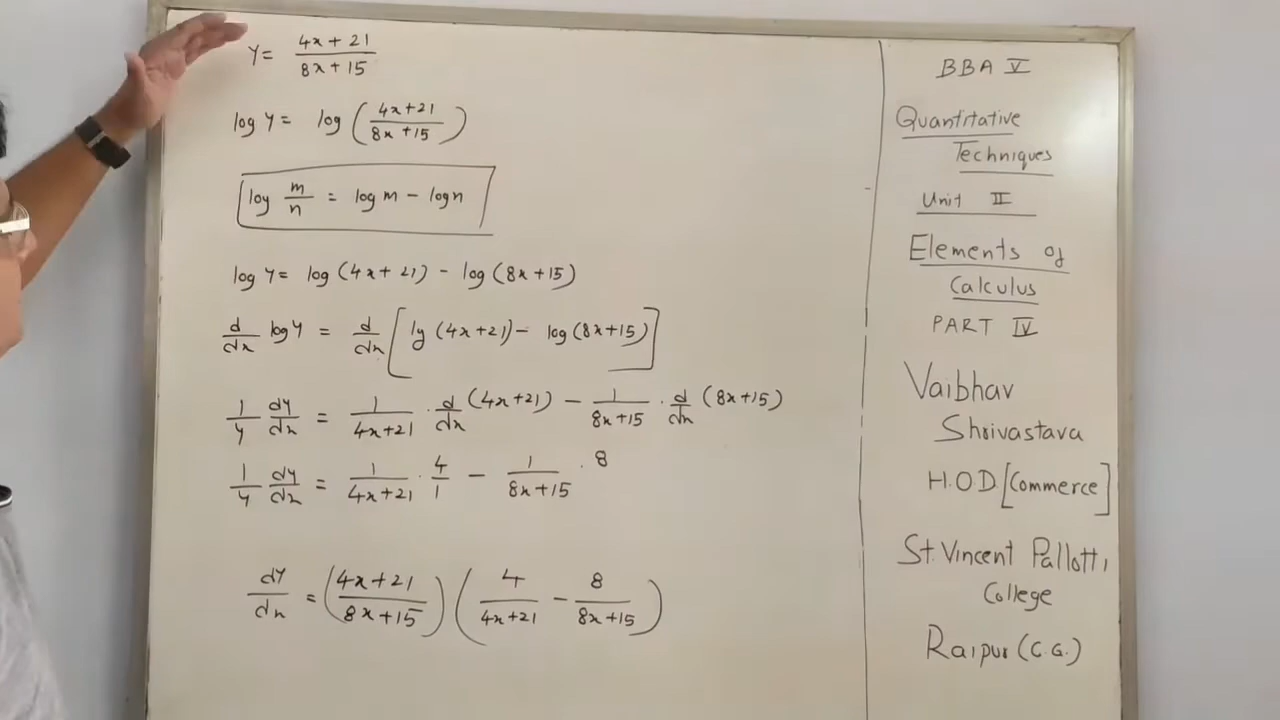 Y = (4x + 21)/(8x + 15)
log Y = log ((4x+21)/(8x+15))
log m/n = log m − log n
log Y = log (4x + 21) − log (8x + 15)
d/dx log Y = d/dx [lg (4x+21) − log (8x+15)]
1/Y dY/dx = 1/(4x+21) · d/dx (4x+21) − 1/(8x+15) · d/dx (8x+15)
1/Y dY/dx = 1/(4x+21) · 4/1 − 1/(8x+15) · 8
dY/dx = ((4x+21)/(8x+15)) (4/(4x+21) − 8/(8x+15))
BBA V
Quantitative
Techniques
Unit II
Elements of
Calculus
PART IV
Vaibhav
Shrivastava
H.O.D [Commerce]
St. Vincent Pallotti
College
Raipur (C.G.)